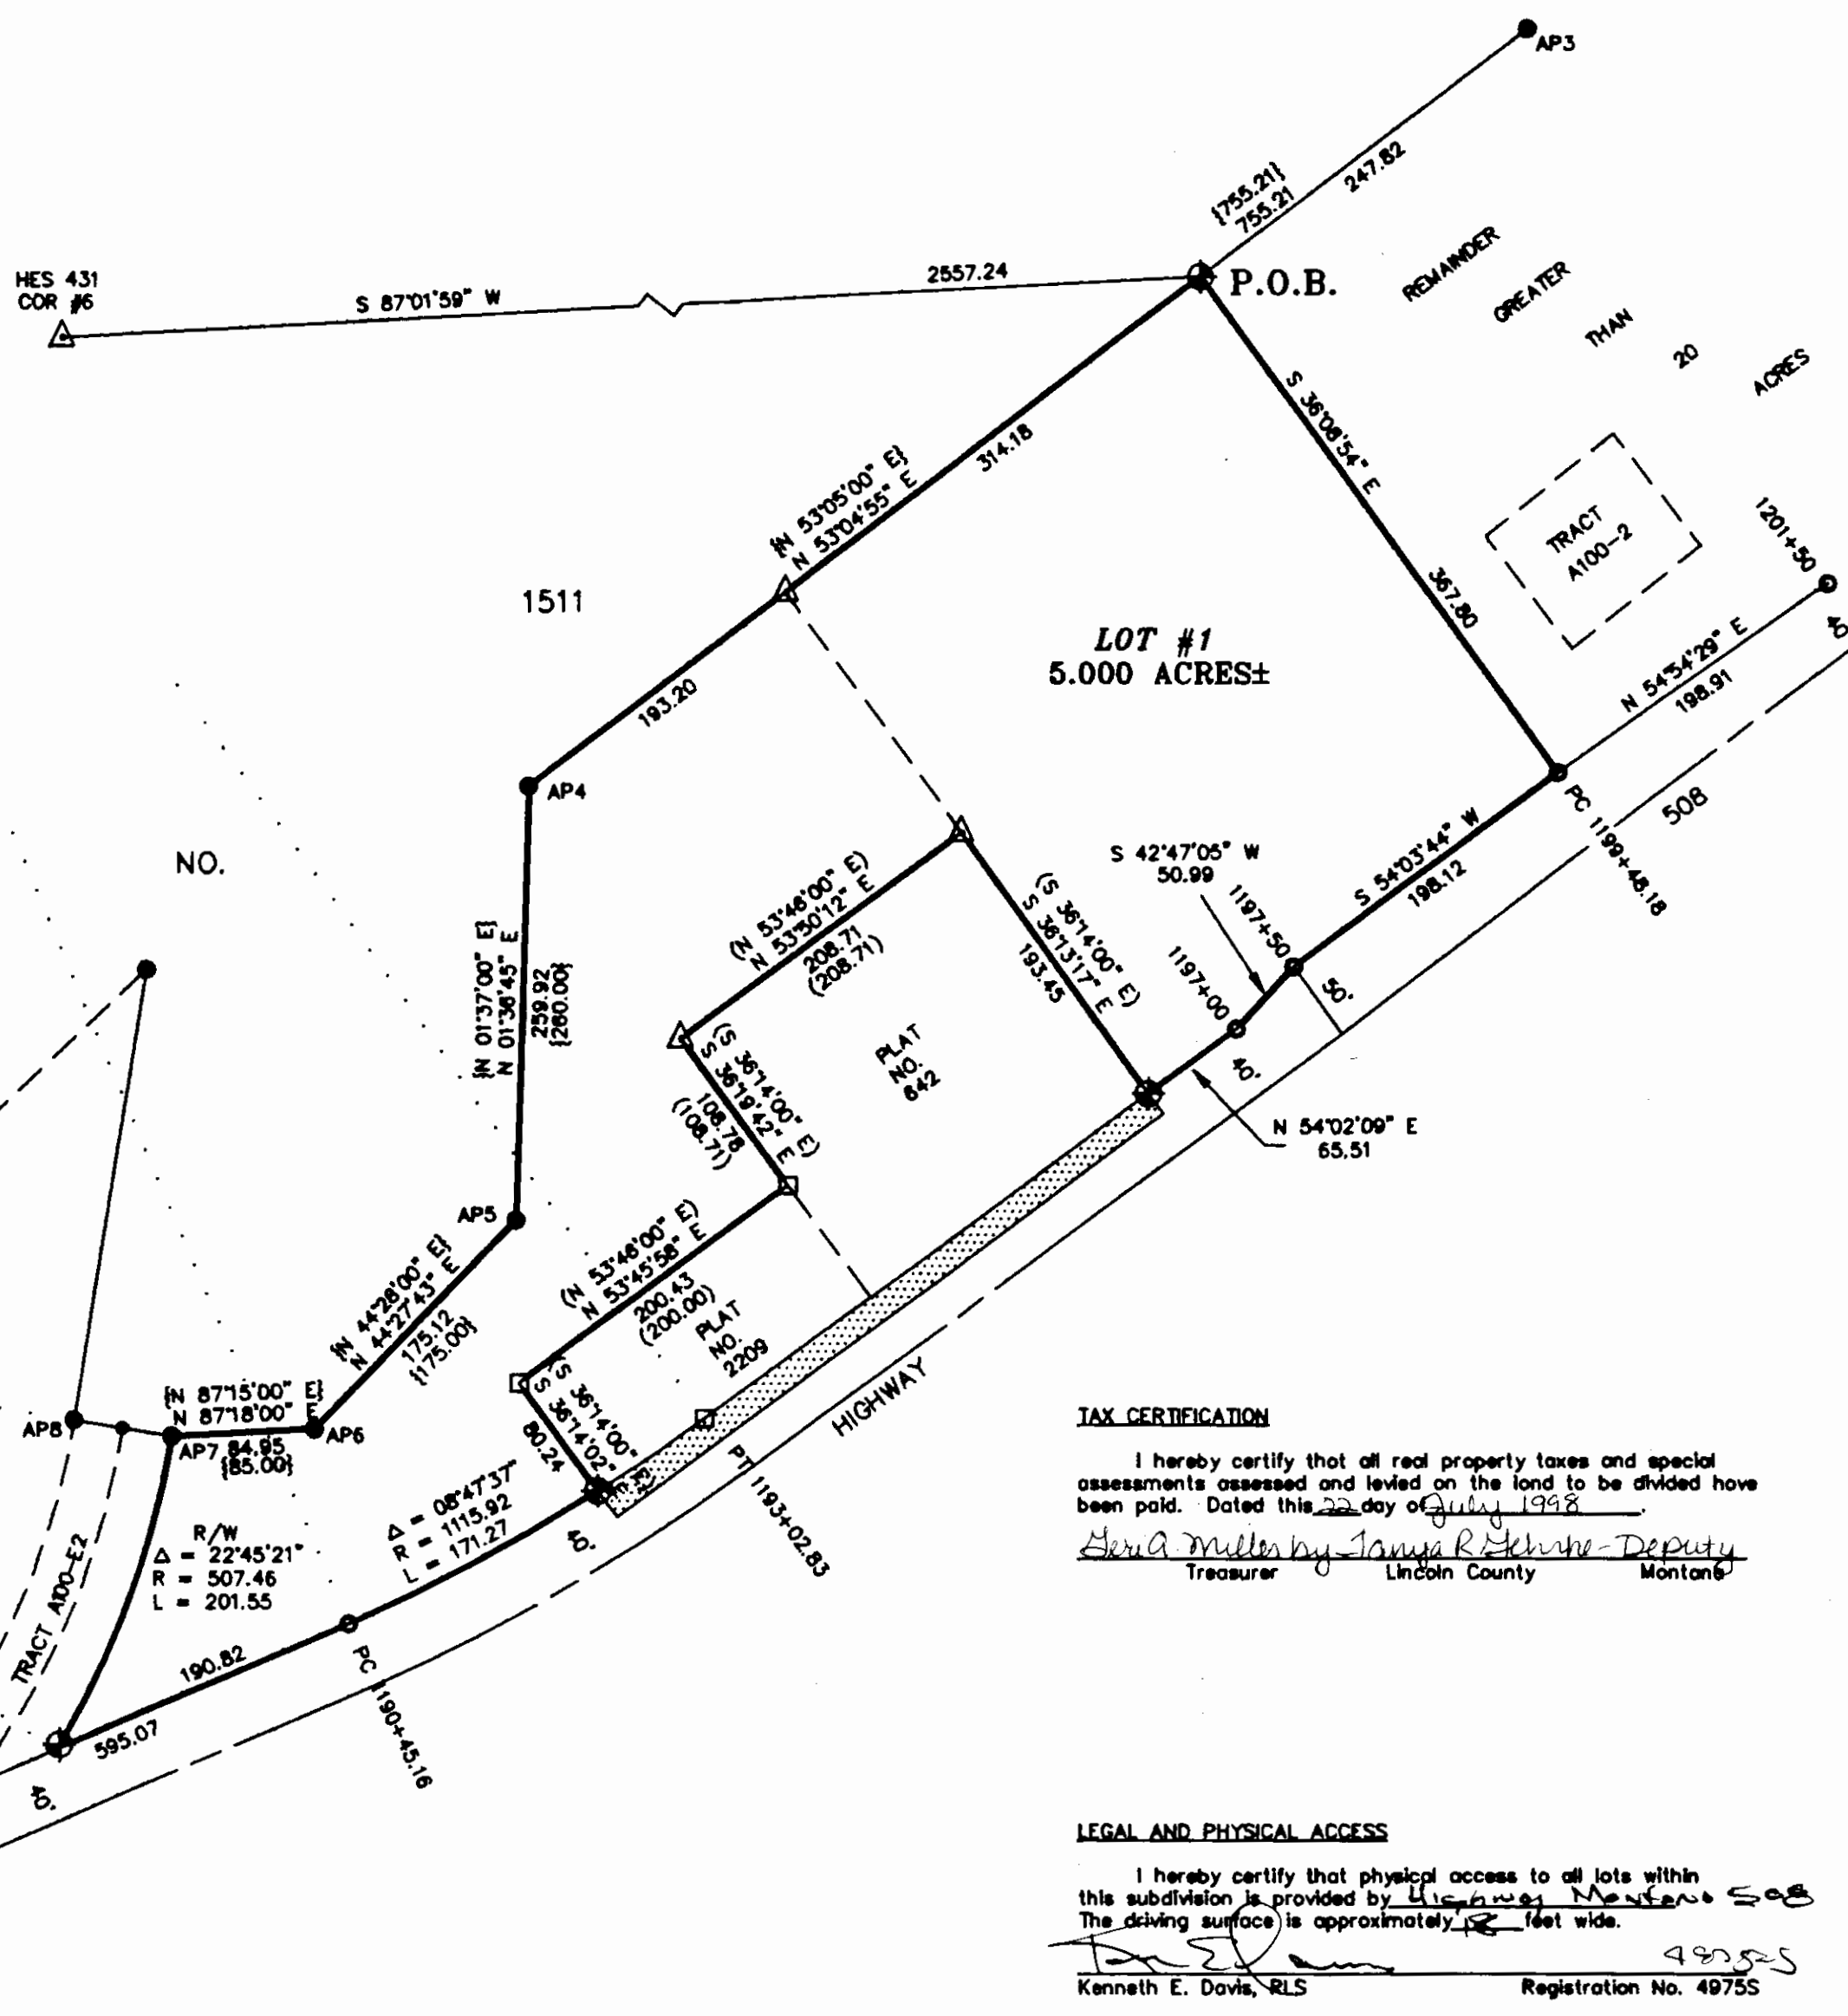 AP3
247.82
{755.21}
755.21
HES 431
COR #6
S 87°01'59" W
2557.24
P.O.B.
REMAINDER
GREATER
THAN
20
ACRES
S 36°08'54" E
367.80
{N 53°05'00" E}
N 53°04'55" E
314.18
TRACT
A100-2
1201+50
1511
LOT #1
5.000 ACRES±
N 54°54'29" E
198.91
40'
193.20
AP4
PC 1199+48.18
508
NO.
S 42°47'05" W
50.99
S 54°03'44" W
198.12
1197+50
1197+00
50'
40'
(N 53°46'00" E)
N 53°50'12" E
208.71
(208.71)
(S 36°14'00" E)
S 36°13'17" E
193.45
{N 01°37'00" E}
N 01°36'45" E
259.92
{260.00}
PLAT
NO.
642
(S 36°14'00" E)
S 36°19'42" E
108.78
(108.71)
N 54°02'09" E
65.51
AP5
(N 53°46'00" E)
N 53°45'58" E
200.43
(200.00)
PLAT
NO.
2209
{N 44°28'00" E}
N 44°27'43" E
175.12
{175.00}
HIGHWAY
{N 87°15'00" E}
N 87°18'00" E
84.95
{85.00}
AP8
AP7
AP6
(S 36°14'00" E)
S 36°14'02" E
80.24
PT 1193+02.83
Δ = 08°47'37"
R = 1115.92
L = 171.27
40'
R/W
Δ = 22°45'21"
R = 507.46
L = 201.55
TRACT A100-E2
190.82
595.07
PC 1190+45.16
40'
TAX CERTIFICATION
I hereby certify that all real property taxes and special
assessments assessed and levied on the land to be divided have
been paid. Dated this 22 day of July 1998.
Geri A. Miller by Tanya R - Deputy
Treasurer Lincoln County Montana
LEGAL AND PHYSICAL ACCESS
I hereby certify that physical access to all lots within
this subdivision is provided by Highway Montana 508
The driving surface is approximately feet wide.
Kenneth E. Davis, RLS Registration No. 4975S